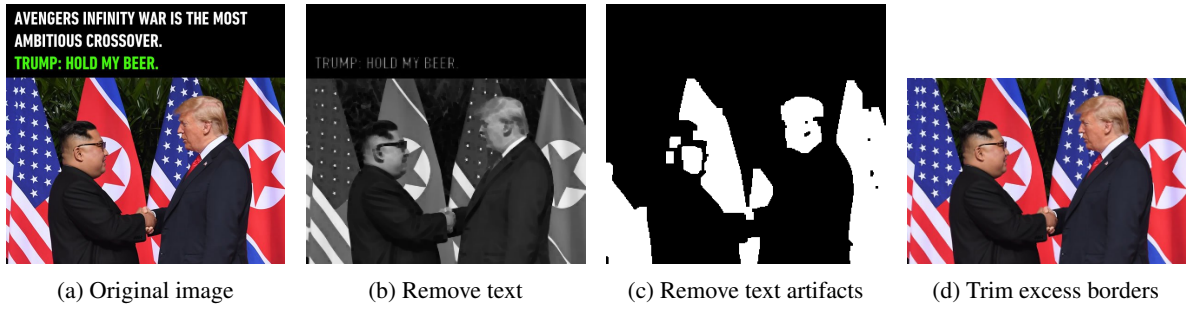 AVENGERS INFINITY WAR IS THE MOST
AMBITIOUS CROSSOVER.
TRUMP: HOLD MY BEER.
TRUMP: HOLD MY BEER.
(a) Original image
(b) Remove text
(c) Remove text artifacts
(d) Trim excess borders